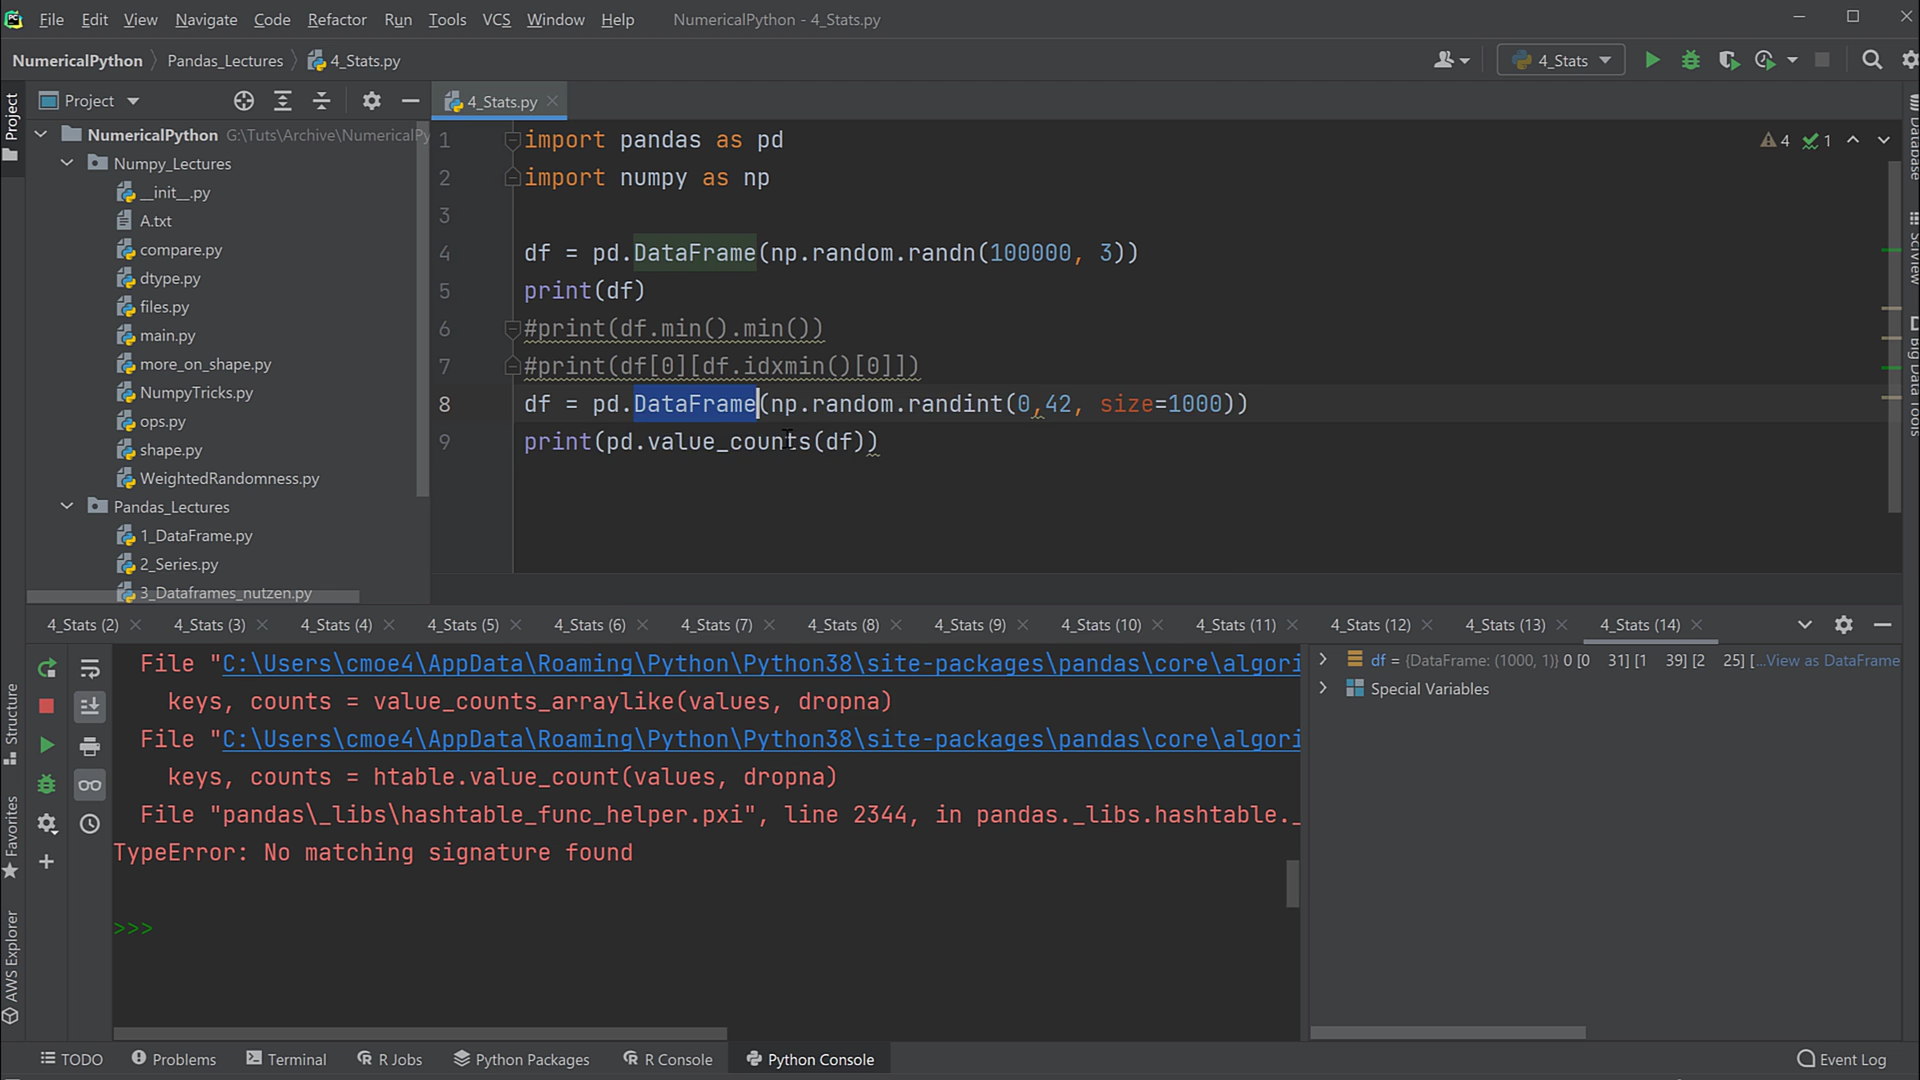 File Edit View Navigate Code Refactor Run Tools VCS Window Help NumericalPython - 4_Stats.py
NumericalPython Pandas_Lectures 4_Stats.py
4_Stats
Project
Project
4_Stats.py
NumericalPython G:\Tuts\Archive\NumericalPy
Numpy_Lectures
__init__.py
A.txt
compare.py
dtype.py
files.py
main.py
more_on_shape.py
NumpyTricks.py
ops.py
shape.py
WeightedRandomness.py
Pandas_Lectures
1_DataFrame.py
2_Series.py
3_Dataframes_nutzen.py
1 import pandas as pd
2 import numpy as np
3
4 df = pd.DataFrame(np.random.randn(100000, 3))
5 print(df)
6 #print(df.min().min())
7 #print(df[0][df.idxmin()[0]])
8 df = pd.DataFrame(np.random.randint(0,42, size=1000))
9 print(pd.value_counts(df))
4 1
Database
SciView
Big Data Tools
4_Stats (2) 4_Stats (3) 4_Stats (4) 4_Stats (5) 4_Stats (6) 4_Stats (7) 4_Stats (8) 4_Stats (9) 4_Stats (10) 4_Stats (11) 4_Stats (12) 4_Stats (13) 4_Stats (14)
File "C:\Users\cmoe4\AppData\Roaming\Python\Python38\site-packages\pandas\core\algori
keys, counts = value_counts_arraylike(values, dropna)
File "C:\Users\cmoe4\AppData\Roaming\Python\Python38\site-packages\pandas\core\algori
keys, counts = htable.value_count(values, dropna)
File "pandas\_libs\hashtable_func_helper.pxi", line 2344, in pandas._libs.hashtable._
TypeError: No matching signature found
>>>
df = {DataFrame: (1000, 1)} 0 [0 31] [1 39] [2 25] [...View as DataFrame
Special Variables
Structure
Favorites
AWS Explorer
TODO Problems Terminal R Jobs Python Packages R Console Python Console Event Log